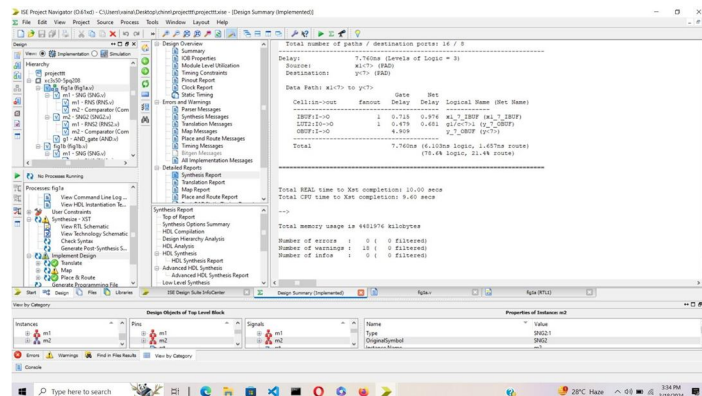 ISE Project Navigator (O.61xd) - C:\Users\vaina\Desktop\chint\projecttt\projecttt.xise - [Design Summary (Implemented)]
File Edit View Project Source Process Tools Window Layout Help
Design
View: Implementation Simulation
Hierarchy
projecttt
xc3s50-5pq208
fig1a (fig1a.v)
m1 - SNG (SNG.v)
m1 - RNS (RNS.v)
m2 - Comparator (Com
m2 - SNG2 (SNG2.v)
m1 - RNS2 (RNS2.v)
m2 - Comparator (Com
g1 - AND_gate (AND.v)
fig1b (fig1b.v)
m1 - SNG (SNG.v)
No Processes Running
Processes: fig1a
View Command Line Log ...
View HDL Instantiation Te...
User Constraints
Synthesize - XST
View RTL Schematic
View Technology Schematic
Check Syntax
Generate Post-Synthesis S...
Implement Design
Translate
Map
Place & Route
Generate Programming File
Start Design Files Libraries
Design Overview
Summary
IOB Properties
Module Level Utilization
Timing Constraints
Pinout Report
Clock Report
Static Timing
Errors and Warnings
Parser Messages
Synthesis Messages
Translation Messages
Map Messages
Place and Route Messages
Timing Messages
Bitgen Messages
All Implementation Messages
Detailed Reports
Synthesis Report
Translation Report
Map Report
Place and Route Report
Synthesis Report
Top of Report
Synthesis Options Summary
HDL Compilation
Design Hierarchy Analysis
HDL Analysis
HDL Synthesis
HDL Synthesis Report
Advanced HDL Synthesis
Advanced HDL Synthesis Report
Low Level Synthesis
Total number of paths / destination ports: 16 / 8
Delay: 7.760ns (Levels of Logic = 3)
Source: x1<7> (PAD)
Destination: y<7> (PAD)
Data Path: x1<7> to y<7>
Gate Net
Cell:in->out fanout Delay Delay Logical Name (Net Name)
IBUF:I->O 1 0.715 0.976 x1_7_IBUF (x1_7_IBUF)
LUT2:I0->O 1 0.479 0.681 g1/c<7>1 (y_7_OBUF)
OBUF:I->O 4.909 y_7_OBUF (y<7>)
Total 7.760ns (6.103ns logic, 1.657ns route)
(78.6% logic, 21.4% route)
Total REAL time to Xst completion: 10.00 secs
Total CPU time to Xst completion: 9.60 secs
-->
Total memory usage is 4481976 kilobytes
Number of errors : 0 ( 0 filtered)
Number of warnings : 18 ( 0 filtered)
Number of infos : 0 ( 0 filtered)
ISE Design Suite InfoCenter Design Summary (Implemented) fig1a.v fig1a (RTL1)
View by Category
Design Objects of Top Level Block Properties of Instance: m2
Instances Pins Signals Name Value
m1 m1 m1 Type SNG2:1
m2 m2 m2 OriginalSymbol SNG2
Errors Warnings Find in Files Results View by Category
Console
Type here to search
28°C Haze
3:34 PM